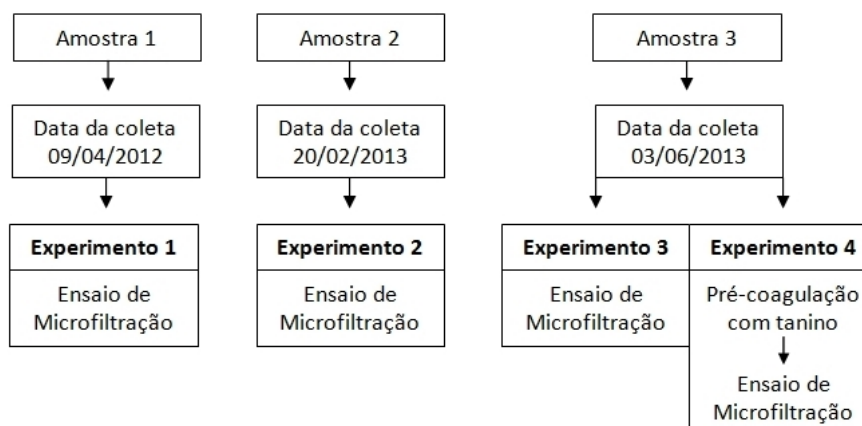 Amostra 1
Amostra 2
Amostra 3
Data da coleta
09/04/2012
Data da coleta
20/02/2013
Data da coleta
03/06/2013
Experimento 1
Ensaio de
Microfiltração
Experimento 2
Ensaio de
Microfiltração
Experimento 3
Ensaio de
Microfiltração
Experimento 4
Pré-coagulação
com tanino
Ensaio de
Microfiltração